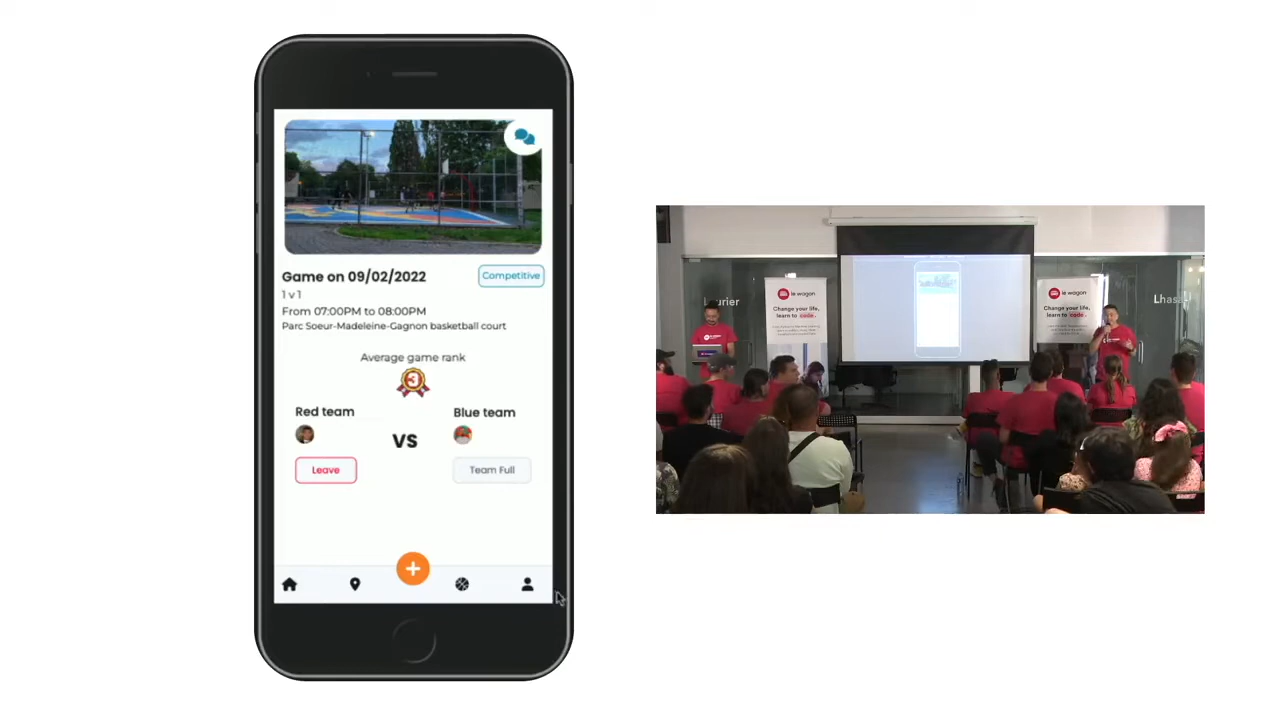 Game on 09/02/2022
Competitive
1 v 1
From 07:00PM to 08:00PM
Parc Soeur-Madeleine-Gagnon basketball court
Average game rank
3
Red team
Blue team
VS
Leave
Team Full
le wagon
Change your life,
learn to code.
le wagon
Change your life,
learn to code.